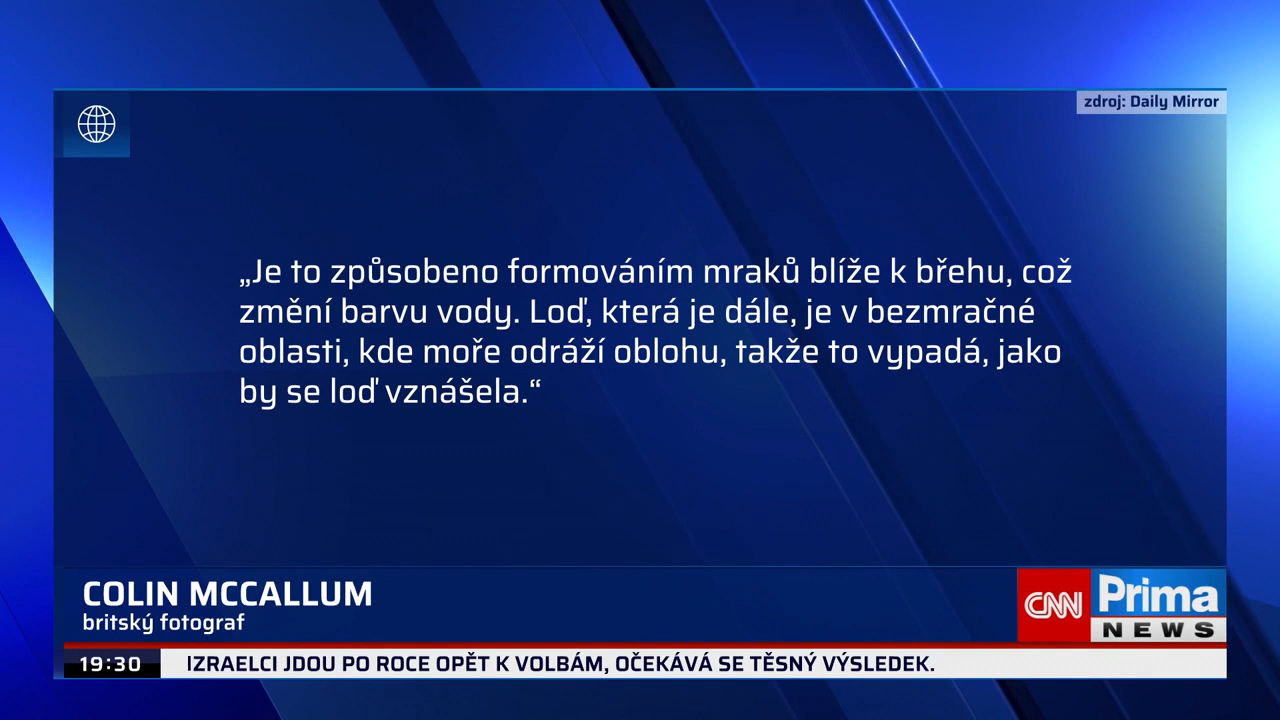 zdroj: Daily Mirror
„Je to způsobeno formováním mraků blíže k břehu, což
změní barvu vody. Loď, která je dále, je v bezmračné
oblasti, kde moře odráží oblohu, takže to vypadá, jako
by se loď vznášela.“
COLIN MCCALLUM
britský fotograf
CNN Prima
NEWS
19:30 IZRAELCI JDOU PO ROCE OPĚT K VOLBÁM, OČEKÁVÁ SE TĚSNÝ VÝSLEDEK.